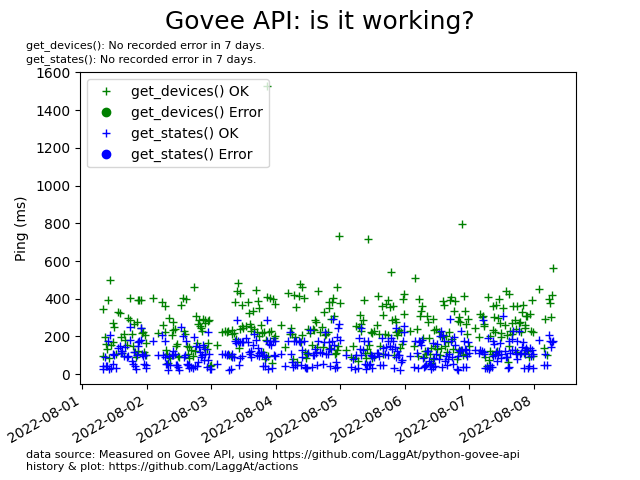 Govee API: is it working?
get_devices(): No recorded error in 7 days.
get_states(): No recorded error in 7 days.
1600
1400
1200
1000
800
600
400
200
0
Ping (ms)
get_devices() OK
get_devices() Error
get_states() OK
get_states() Error
2022-08-01
2022-08-02
2022-08-03
2022-08-04
2022-08-05
2022-08-06
2022-08-07
2022-08-08
data source: Measured on Govee API, using https://github.com/LaggAt/python-govee-api
history & plot: https://github.com/LaggAt/actions